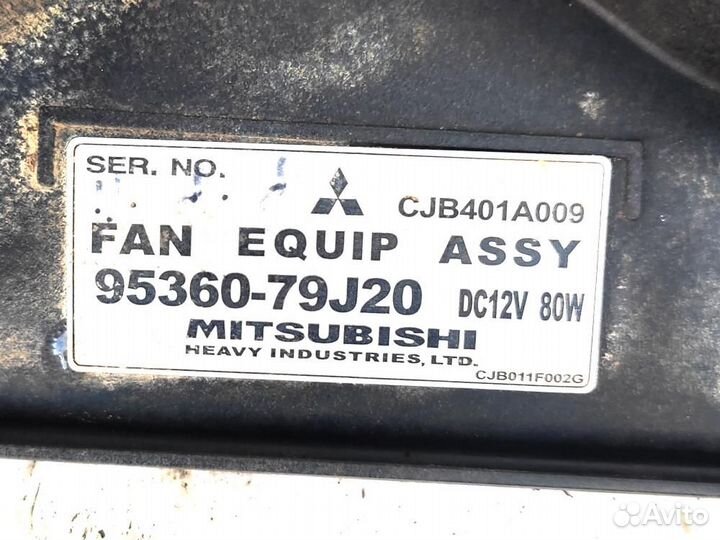 SER. NO.
CJB401A009
FAN EQUIP ASSY
95360-79J20 DC12V 80W
MITSUBISHI
HEAVY INDUSTRIES, LTD.
CJB011F002G
Avito